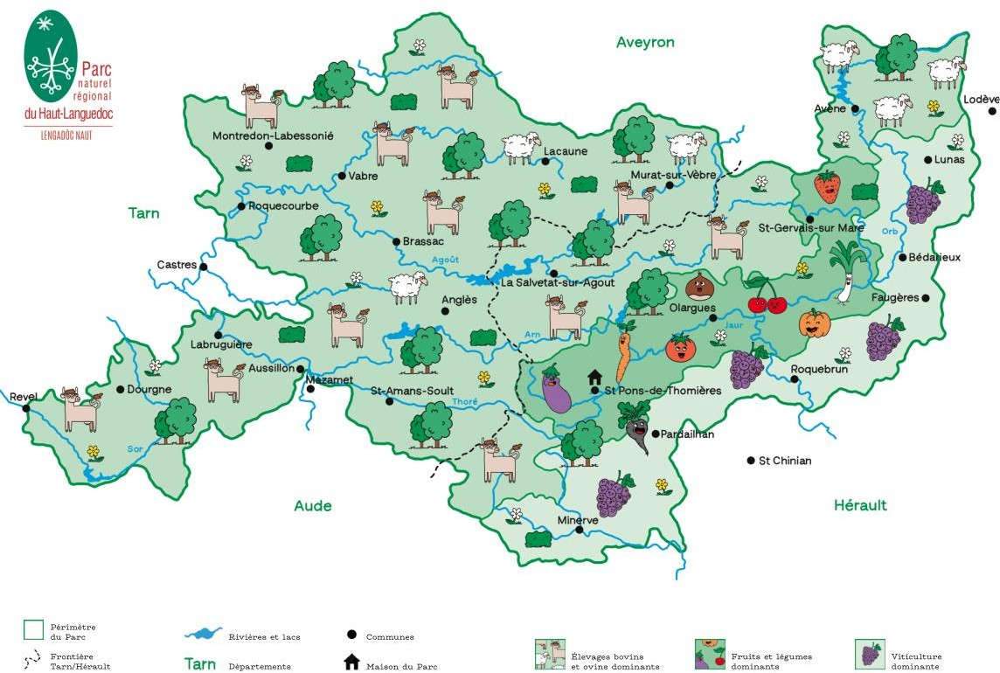 Parc
naturel
régional
du Haut-Languedoc
LENGADÒC NAUT
Aveyron
Avène
Lodève
Montredon-Labessonié
Lacaune
Lunas
Vabre
Murat-sur-Vèbre
Tarn
Roquecourbe
St-Gervais-sur Mare
Orb
Brassac
Agoût
Bédarieux
Castres
La Salvetat-sur-Agout
Anglès
Olargues
Faugères
Jaur
Arn
Labruguière
Aussillon
Mazamet
Roquebrun
Dourgne
St-Amans-Soult
St Pons-de-Thomières
Revel
Thoré
Pardailhan
Sor
St Chinian
Aude
Hérault
Minerve
Périmètre
du Parc
Rivières et lacs
Communes
Frontière
Tarn/Hérault
Tarn
Départements
Maison du Parc
Élevages bovins
et ovins dominants
Fruits et légumes
dominants
Viticulture
dominante